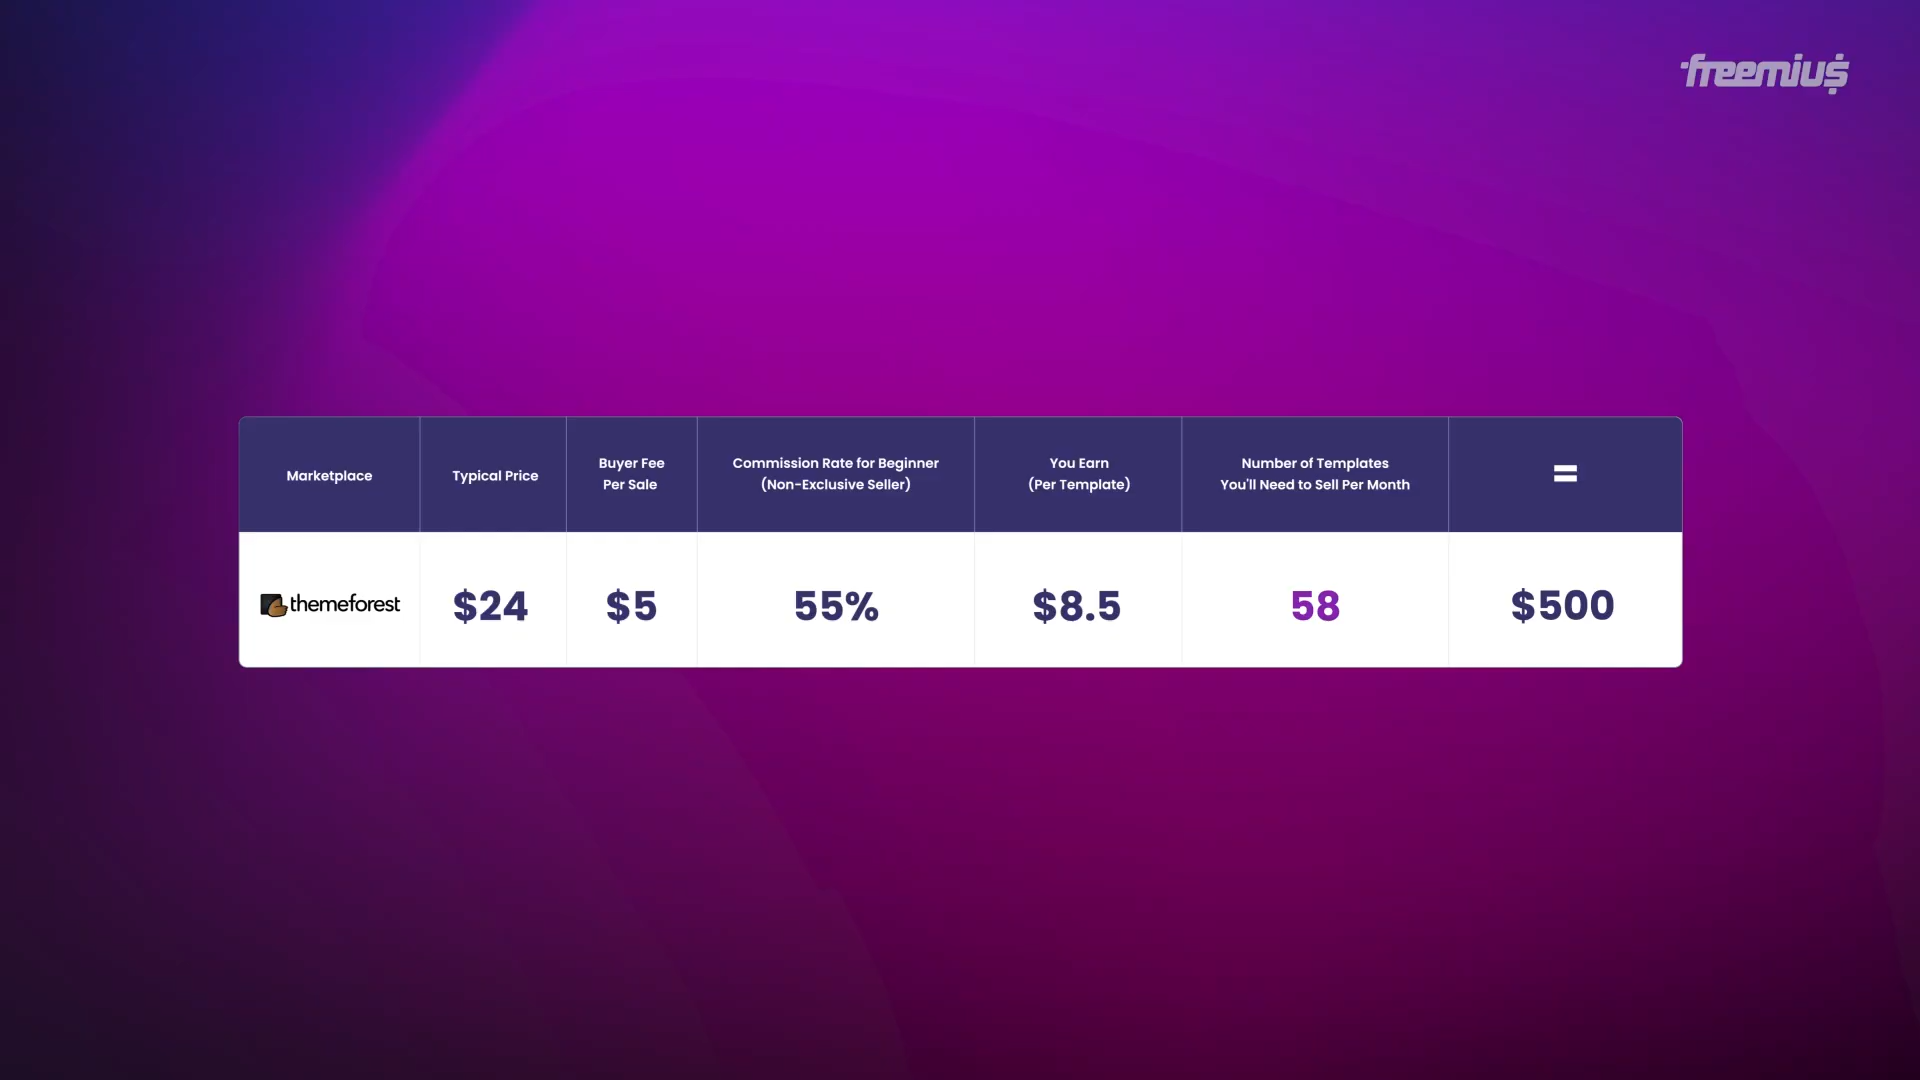 freemius
Marketplace
Typical Price
Buyer Fee
Per Sale
Commission Rate for Beginner
(Non-Exclusive Seller)
You Earn
(Per Template)
Number of Templates
You'll Need to Sell Per Month
=
themeforest
$24
$5
55%
$8.5
58
$500